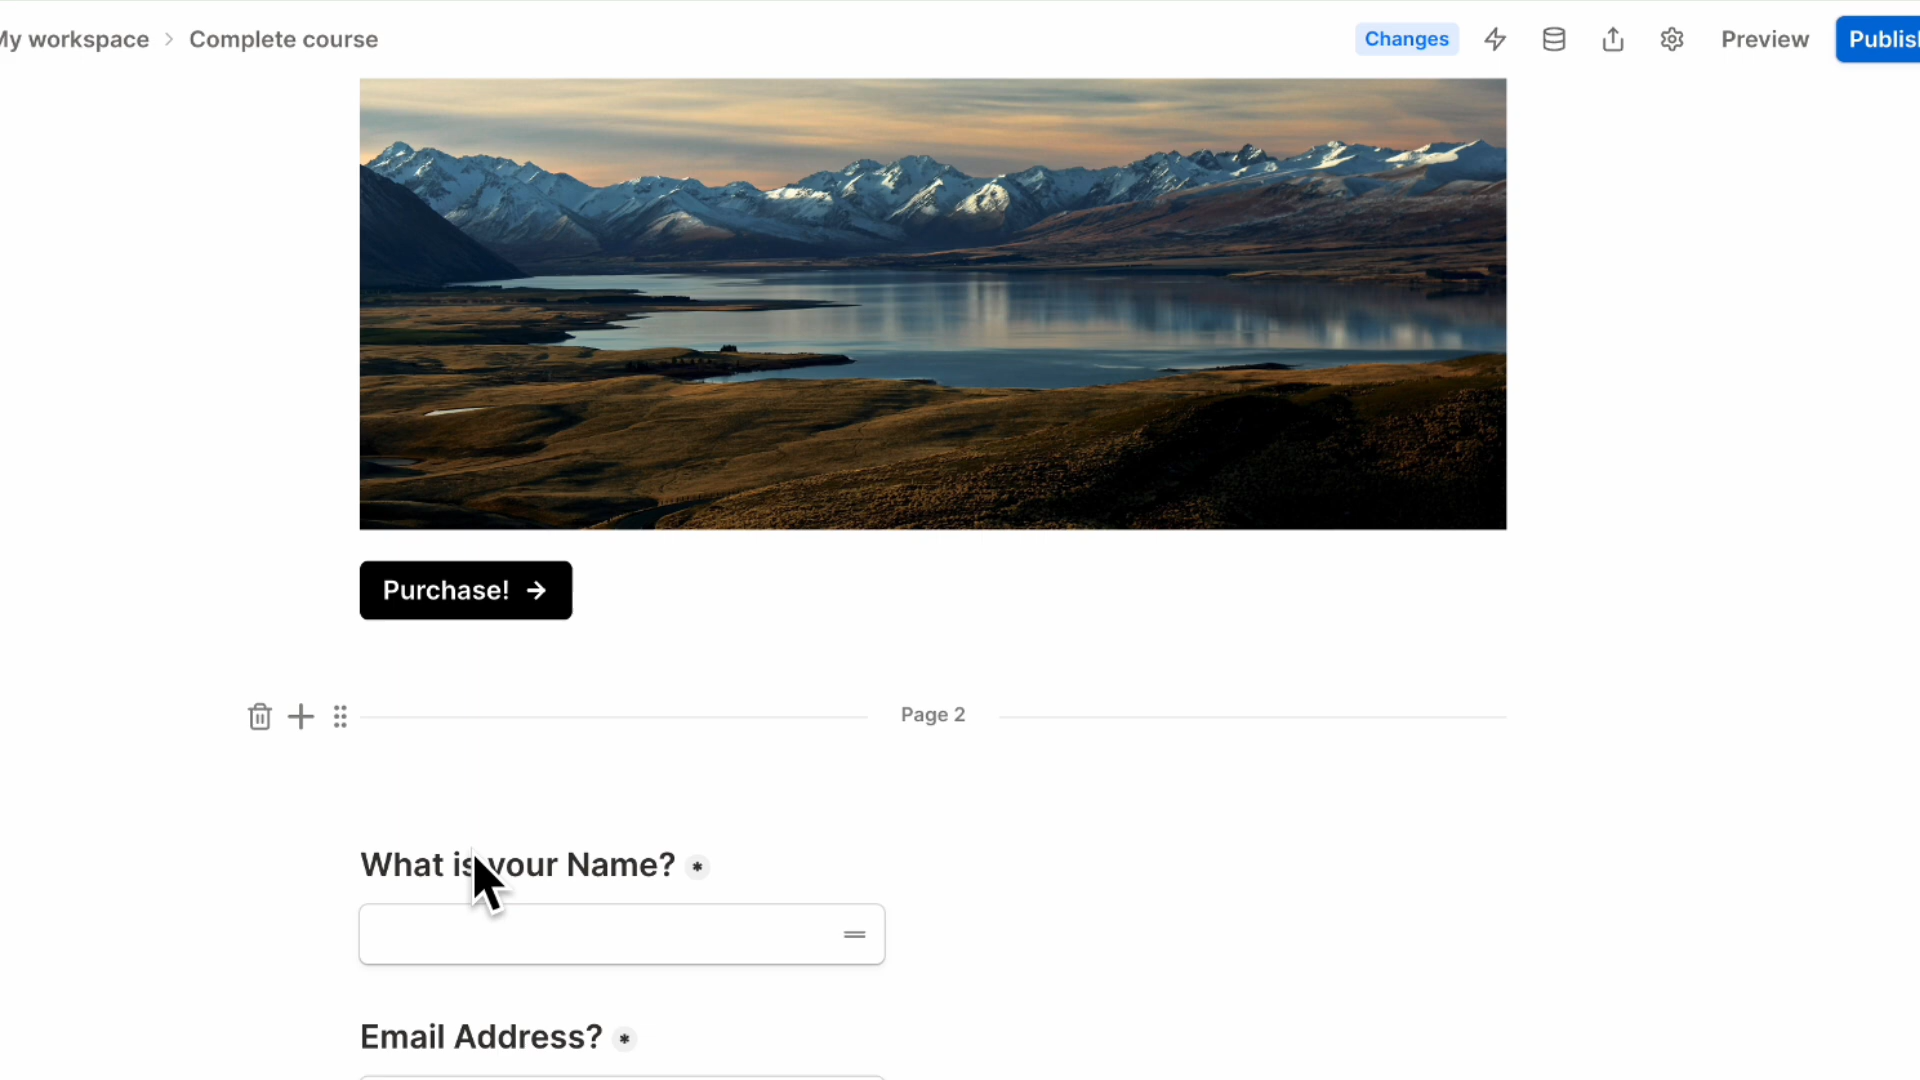 My workspace > Complete course
Changes
Preview
Publish
Purchase! →
Page 2
What is your Name? *
Email Address? *